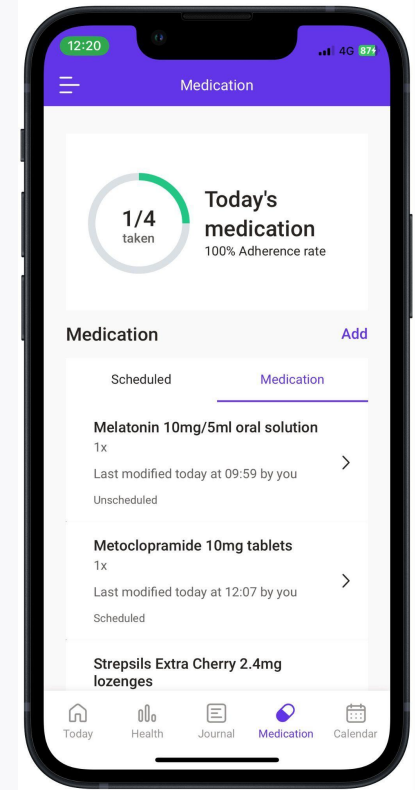 12:20
4G 87
Medication
1/4
taken
Today's
medication
100% Adherence rate
Medication
Add
Scheduled
Medication
Melatonin 10mg/5ml oral solution
1x
Last modified today at 09:59 by you
Unscheduled
Metoclopramide 10mg tablets
1x
Last modified today at 12:07 by you
Scheduled
Strepsils Extra Cherry 2.4mg
lozenges
Today
Health
Journal
Medication
Calendar